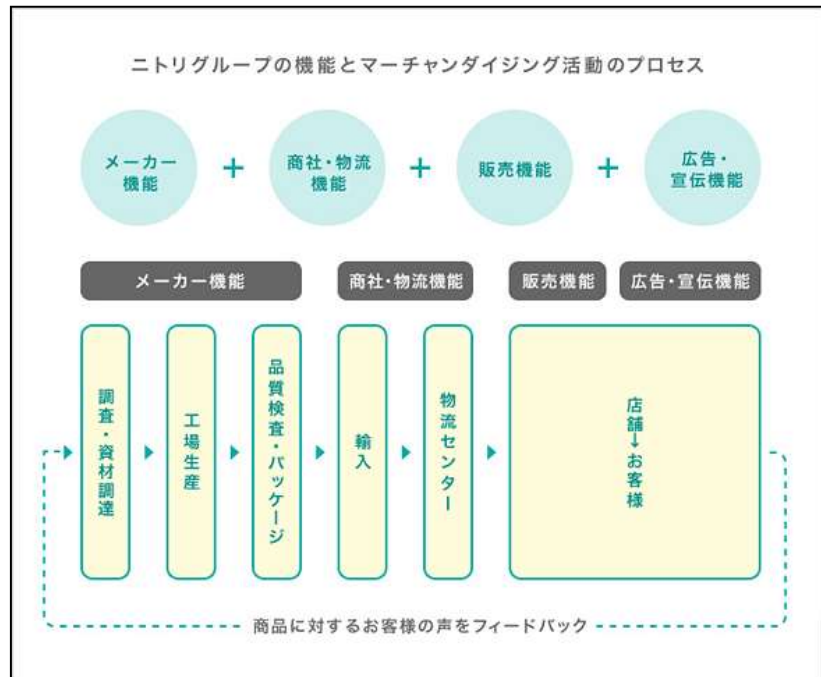 ニトリグループの機能とマーチャンダイジング活動のプロセス
メーカー
機能
+
商社・物流
機能
+
販売機能
+
広告・
宣伝機能
メーカー機能
商社・物流機能
販売機能
広告・宣伝機能
調査・資材調達
工場生産
品質検査・パッケージ
輸入
物流センター
店舗→お客様
商品に対するお客様の声をフィードバック